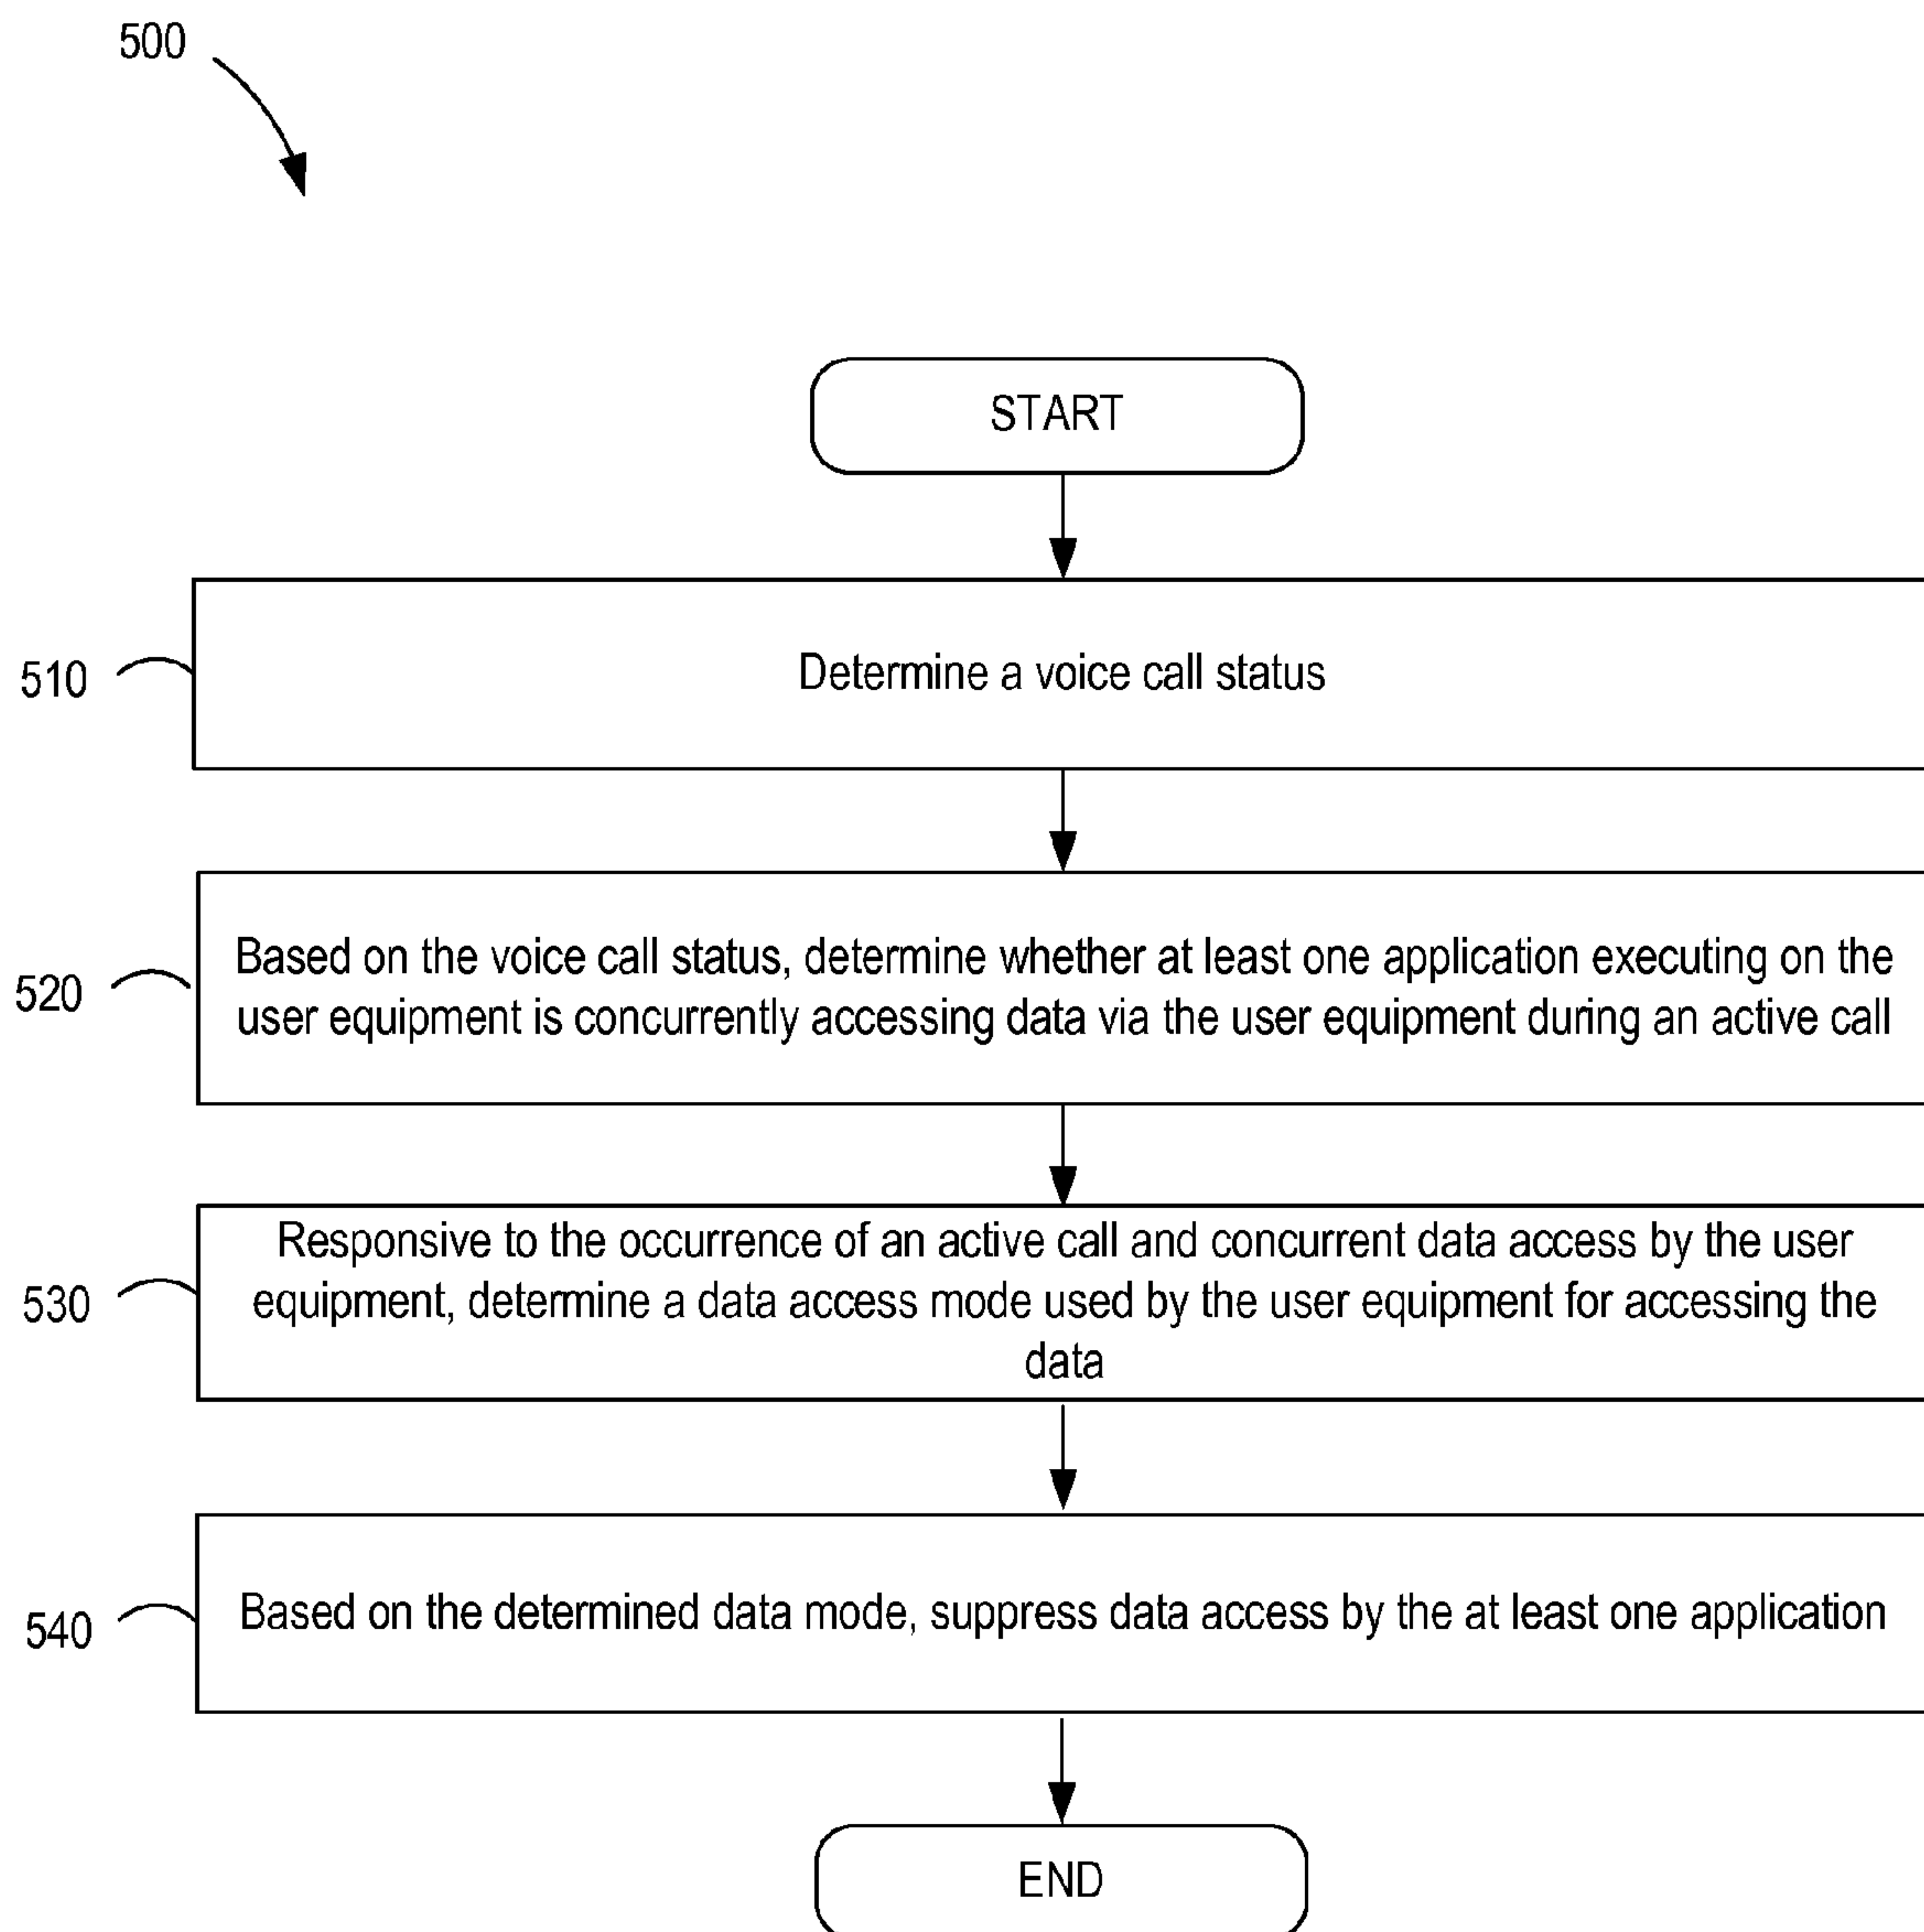 500
START
510
Determine a voice call status
520
Based on the voice call status, determine whether at least one application executing on the
user equipment is concurrently accessing data via the user equipment during an active call
530
Responsive to the occurrence of an active call and concurrent data access by the user
equipment, determine a data access mode used by the user equipment for accessing the
data
540
Based on the determined data mode, suppress data access by the at least one application
END